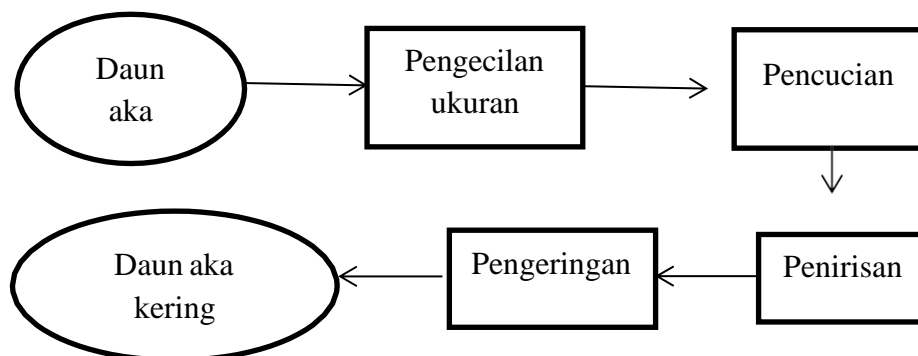 Daun
aka
Pengecilan
ukuran
Pencucian
Penirisan
Pengeringan
Daun aka
kering